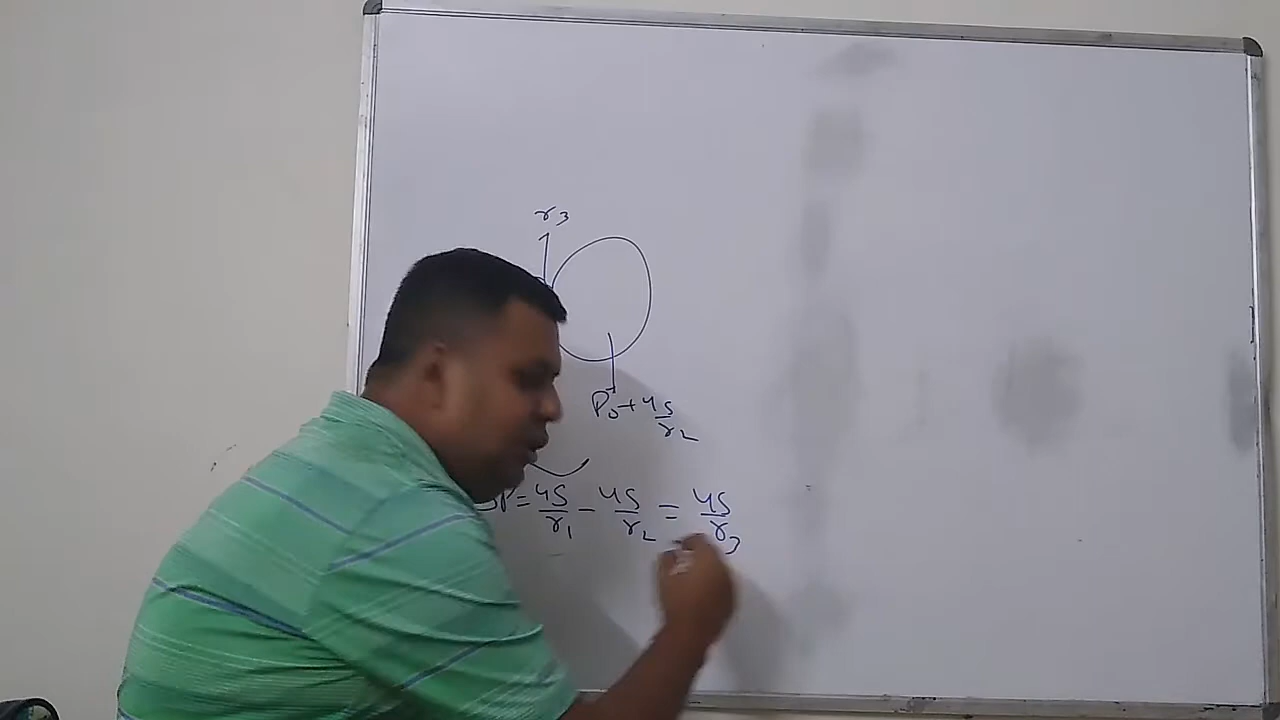 r₃
P₀ + 4S/r₂
P = 4S/r₁ - 4S/r₂ = 4S/r₃